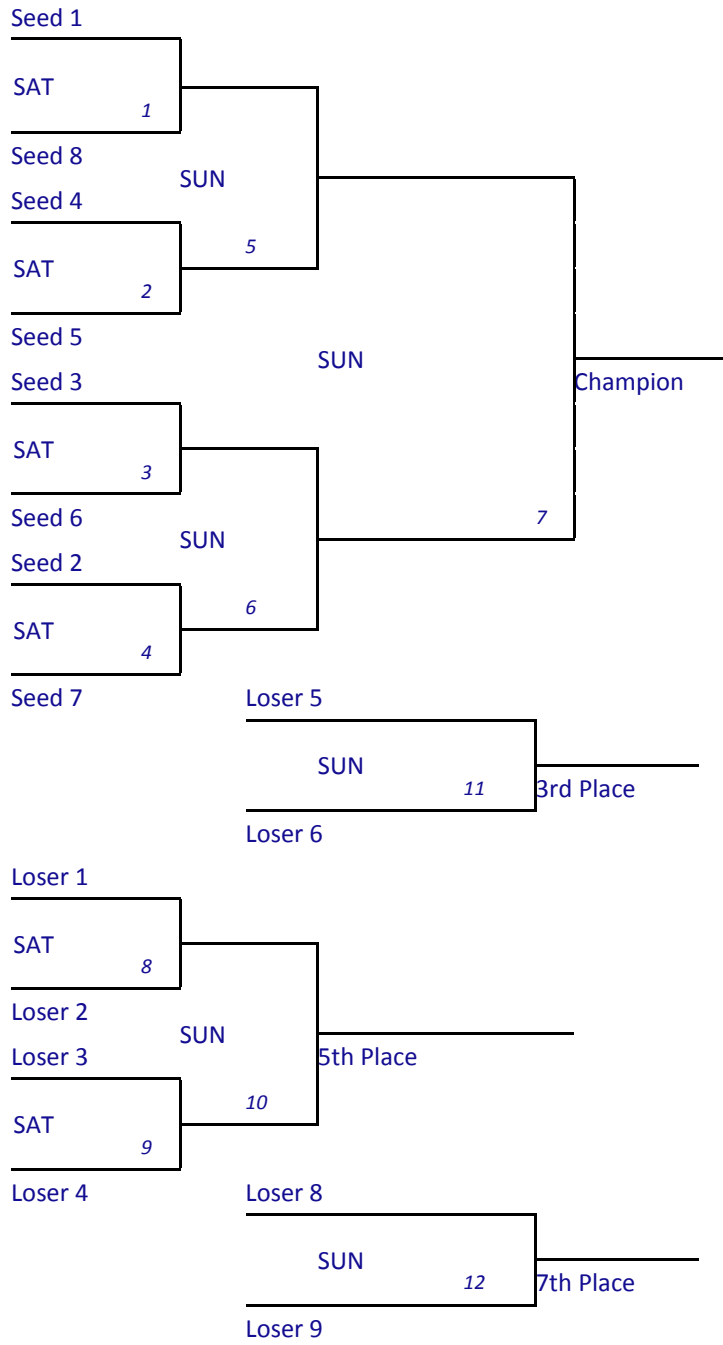 Seed 1
SAT
1
Seed 8
SUN
Seed 4
5
SAT
2
Seed 5
SUN
Seed 3
Champion
SAT
3
Seed 6
7
SUN
Seed 2
6
SAT
4
Seed 7
Loser 5
SUN
11
3rd Place
Loser 6
Loser 1
SAT
8
Loser 2
SUN
Loser 3
5th Place
10
SAT
9
Loser 4
Loser 8
SUN
12
7th Place
Loser 9